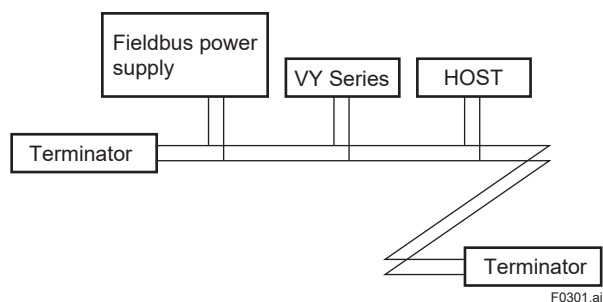 Fieldbus power
supply
VY Series
HOST
Terminator
Terminator
F0301.ai